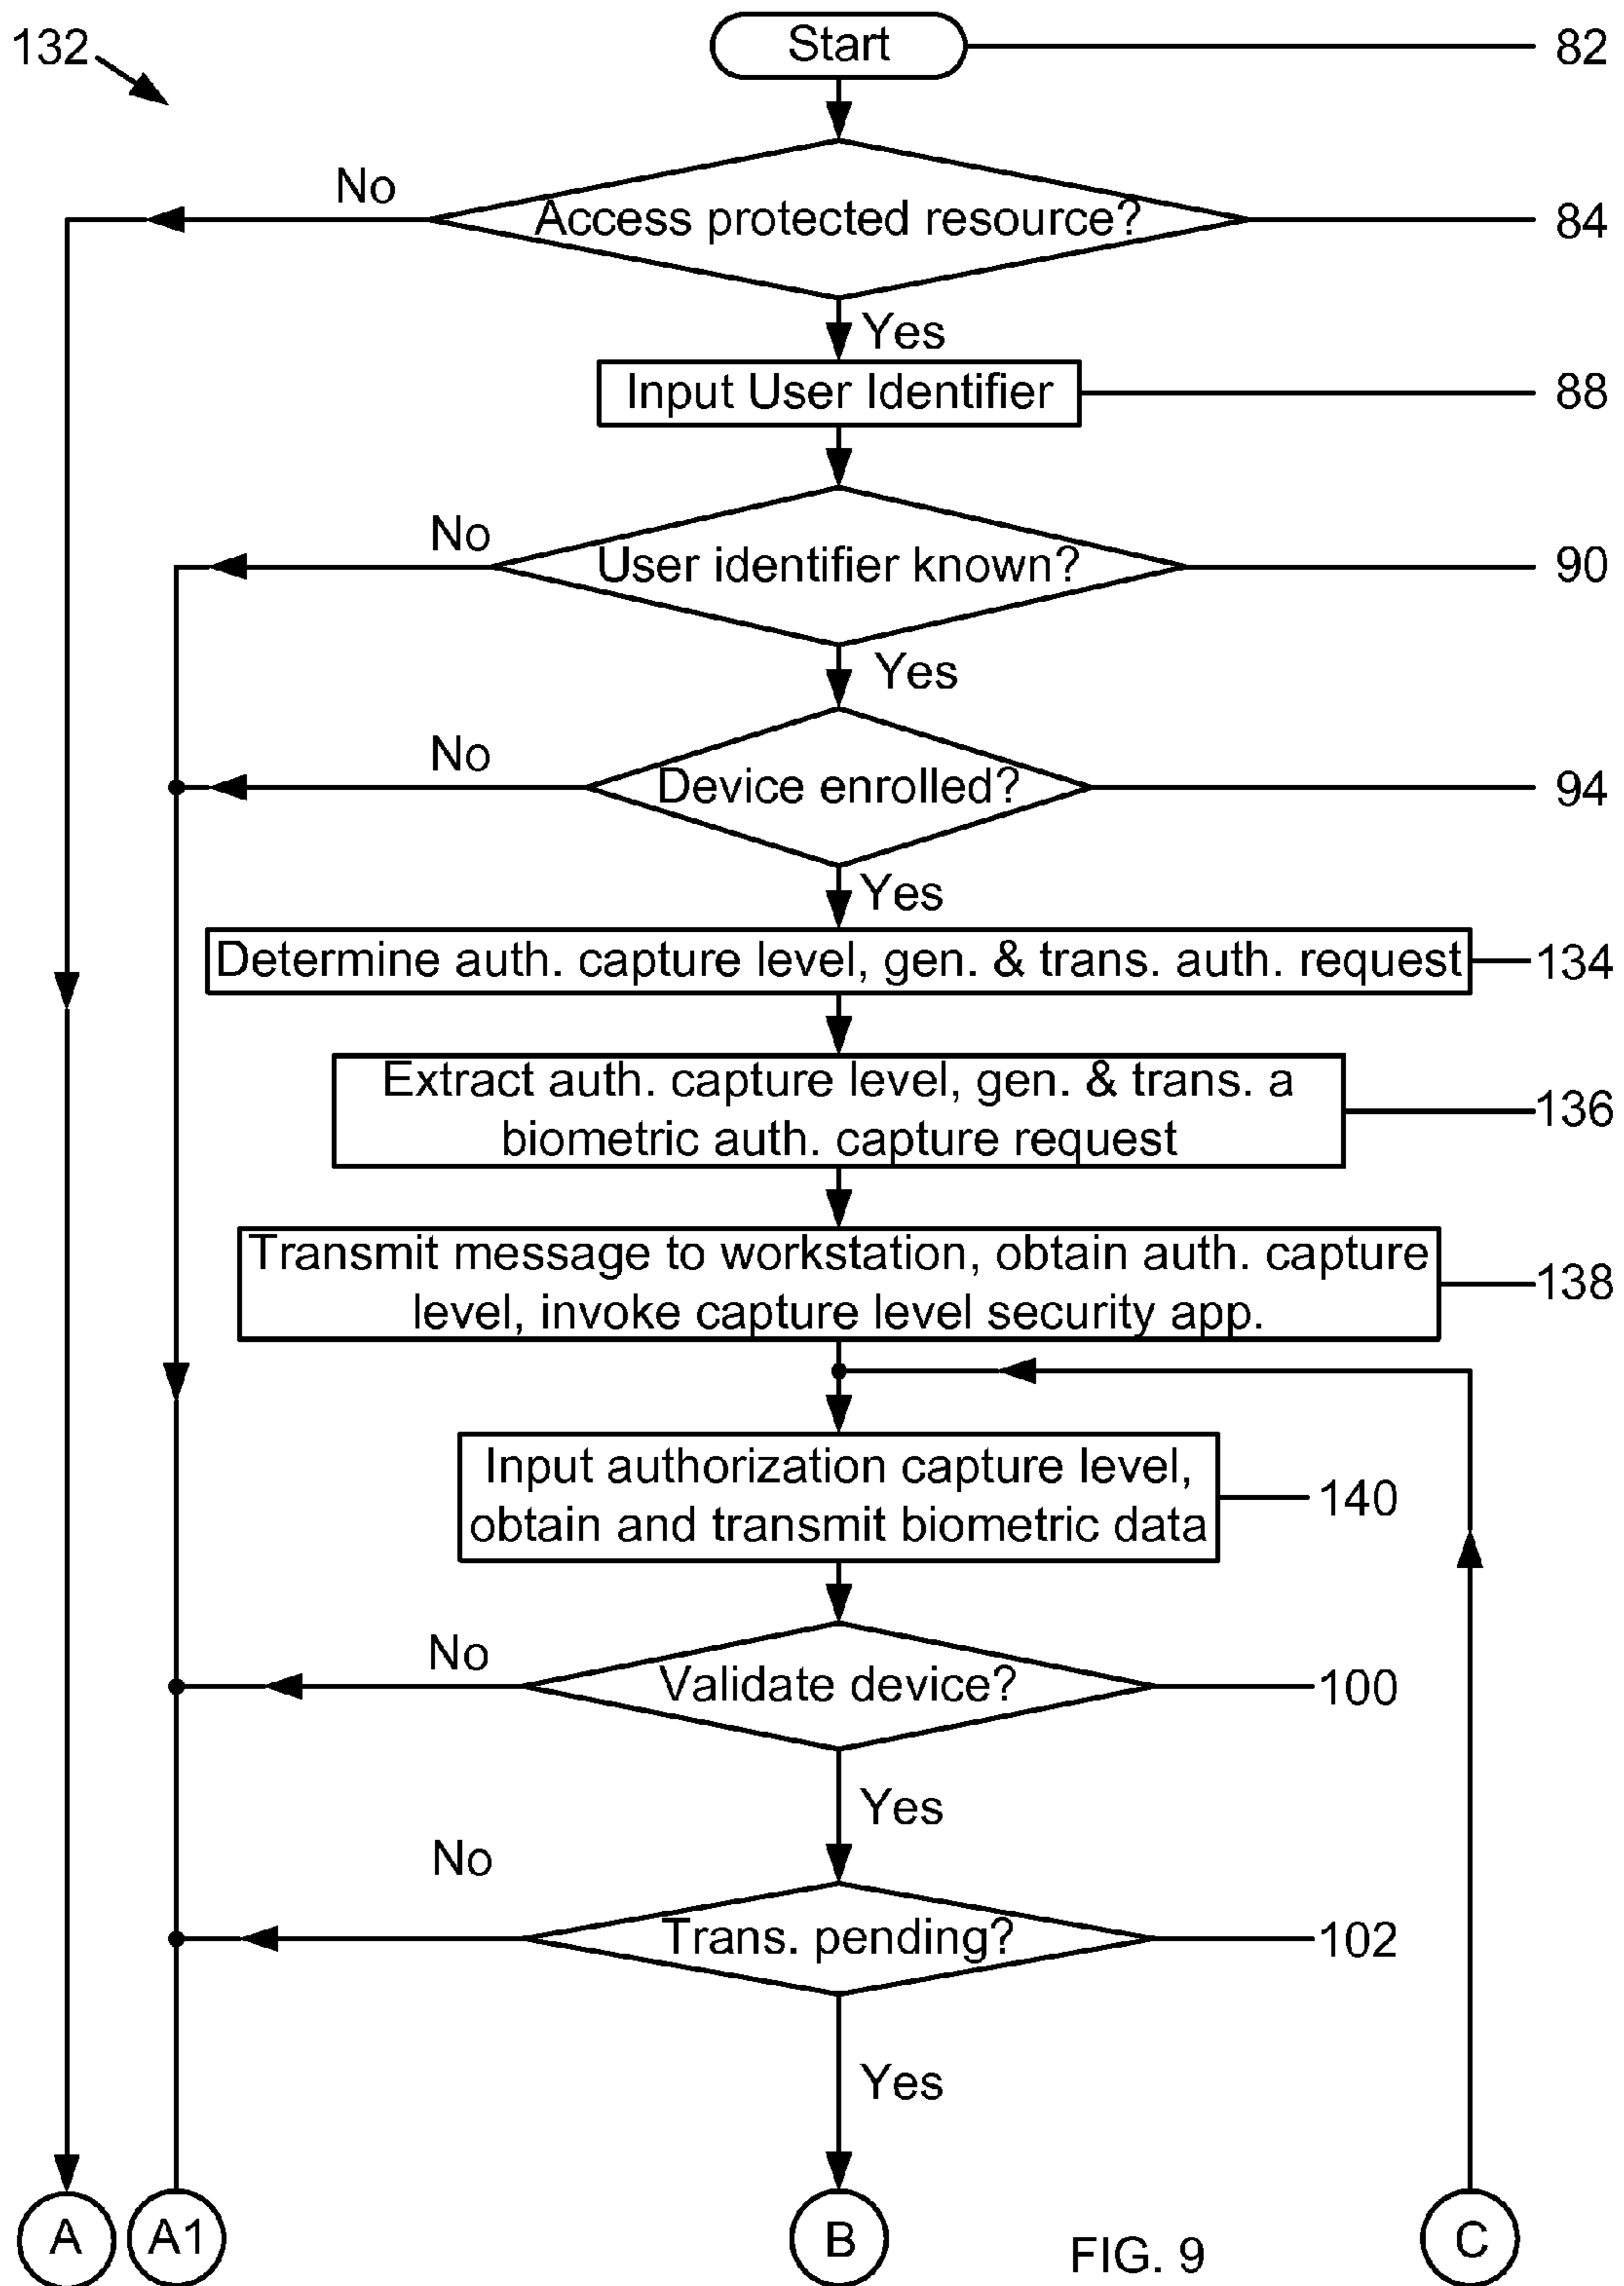 132
Start
82
No
Access protected resource?
84
Yes
Input User Identifier
88
No
User identifier known?
90
Yes
No
Device enrolled?
94
Yes
Determine auth. capture level, gen. & trans. auth. request
134
Extract auth. capture level, gen. & trans. a
biometric auth. capture request
136
Transmit message to workstation, obtain auth. capture
level, invoke capture level security app.
138
Input authorization capture level,
obtain and transmit biometric data
140
No
Validate device?
100
Yes
No
Trans. pending?
102
Yes
A
A1
B
FIG. 9
C